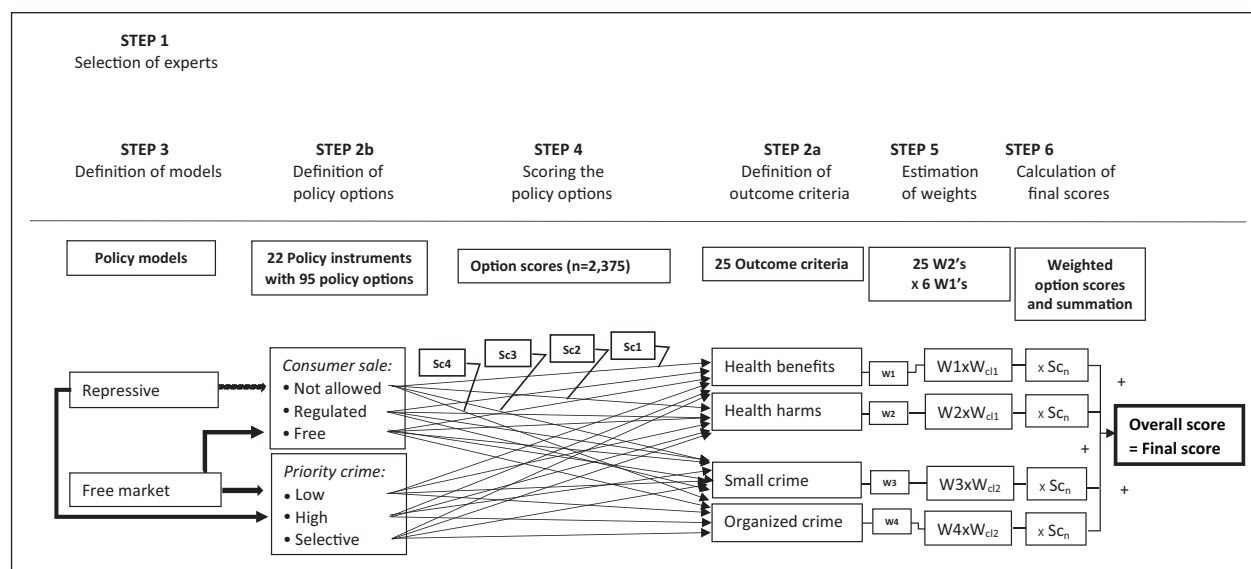 STEP 1
Selection of experts
STEP 3
Definition of models
STEP 2b
Definition of
policy options
STEP 4
Scoring the
policy options
STEP 2a
Definition of
outcome criteria
STEP 5
Estimation
of weights
STEP 6
Calculation of
final scores
Policy models
22 Policy instruments
with 95 policy options
Option scores (n=2,375)
25 Outcome criteria
25 W2's
x 6 W1's
Weighted
option scores
and summation
Repressive
Free market
Consumer sale:
• Not allowed
• Regulated
• Free
Priority crime:
• Low
• High
• Selective
Sc4
Sc3
Sc2
Sc1
Health benefits
Health harms
Small crime
Organized crime
W1
W2
W3
W4
W1xWcl1
W2xWcl1
W3xWcl2
W4xWcl2
x Scn
x Scn
x Scn
x Scn
+
+
+
Overall score
= Final score